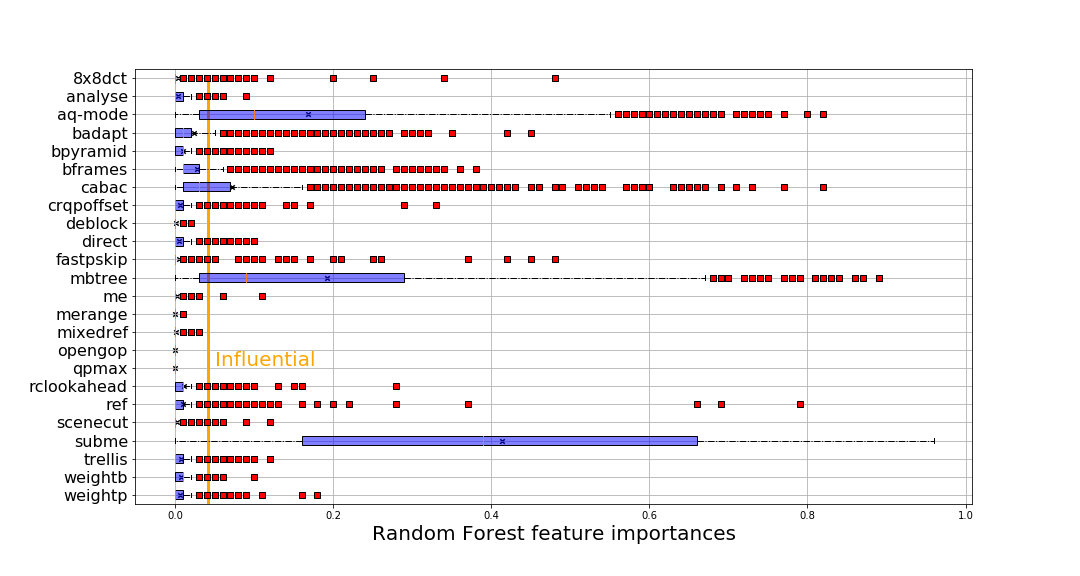 8x8dct
analyse
aq-mode
badapt
bpyramid
bframes
cabac
crqpoffset
deblock
direct
fastpskip
mbtree
me
merange
mixedref
opengop
Influential
qpmax
rclookahead
ref
scenecut
subme
trellis
weightb
weightp
0.0 0.2 0.4 0.6 0.8 1.0
Random Forest feature importances